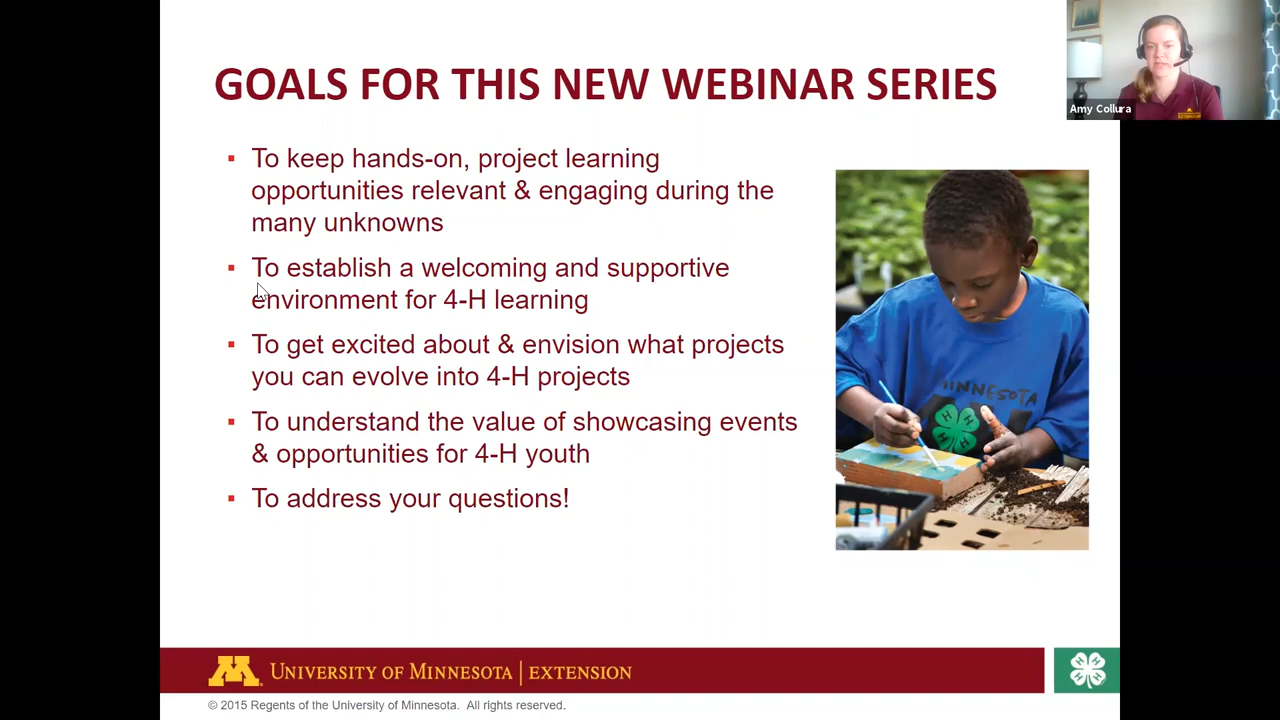 GOALS FOR THIS NEW WEBINAR SERIES
Amy Collura
To keep hands-on, project learning
opportunities relevant & engaging during the
many unknowns
To establish a welcoming and supportive
environment for 4-H learning
To get excited about & envision what projects
you can evolve into 4-H projects
To understand the value of showcasing events
& opportunities for 4-H youth
To address your questions!
MINNESOTA
H H H H
M UNIVERSITY OF MINNESOTA | EXTENSION
H H H H
© 2015 Regents of the University of Minnesota. All rights reserved.